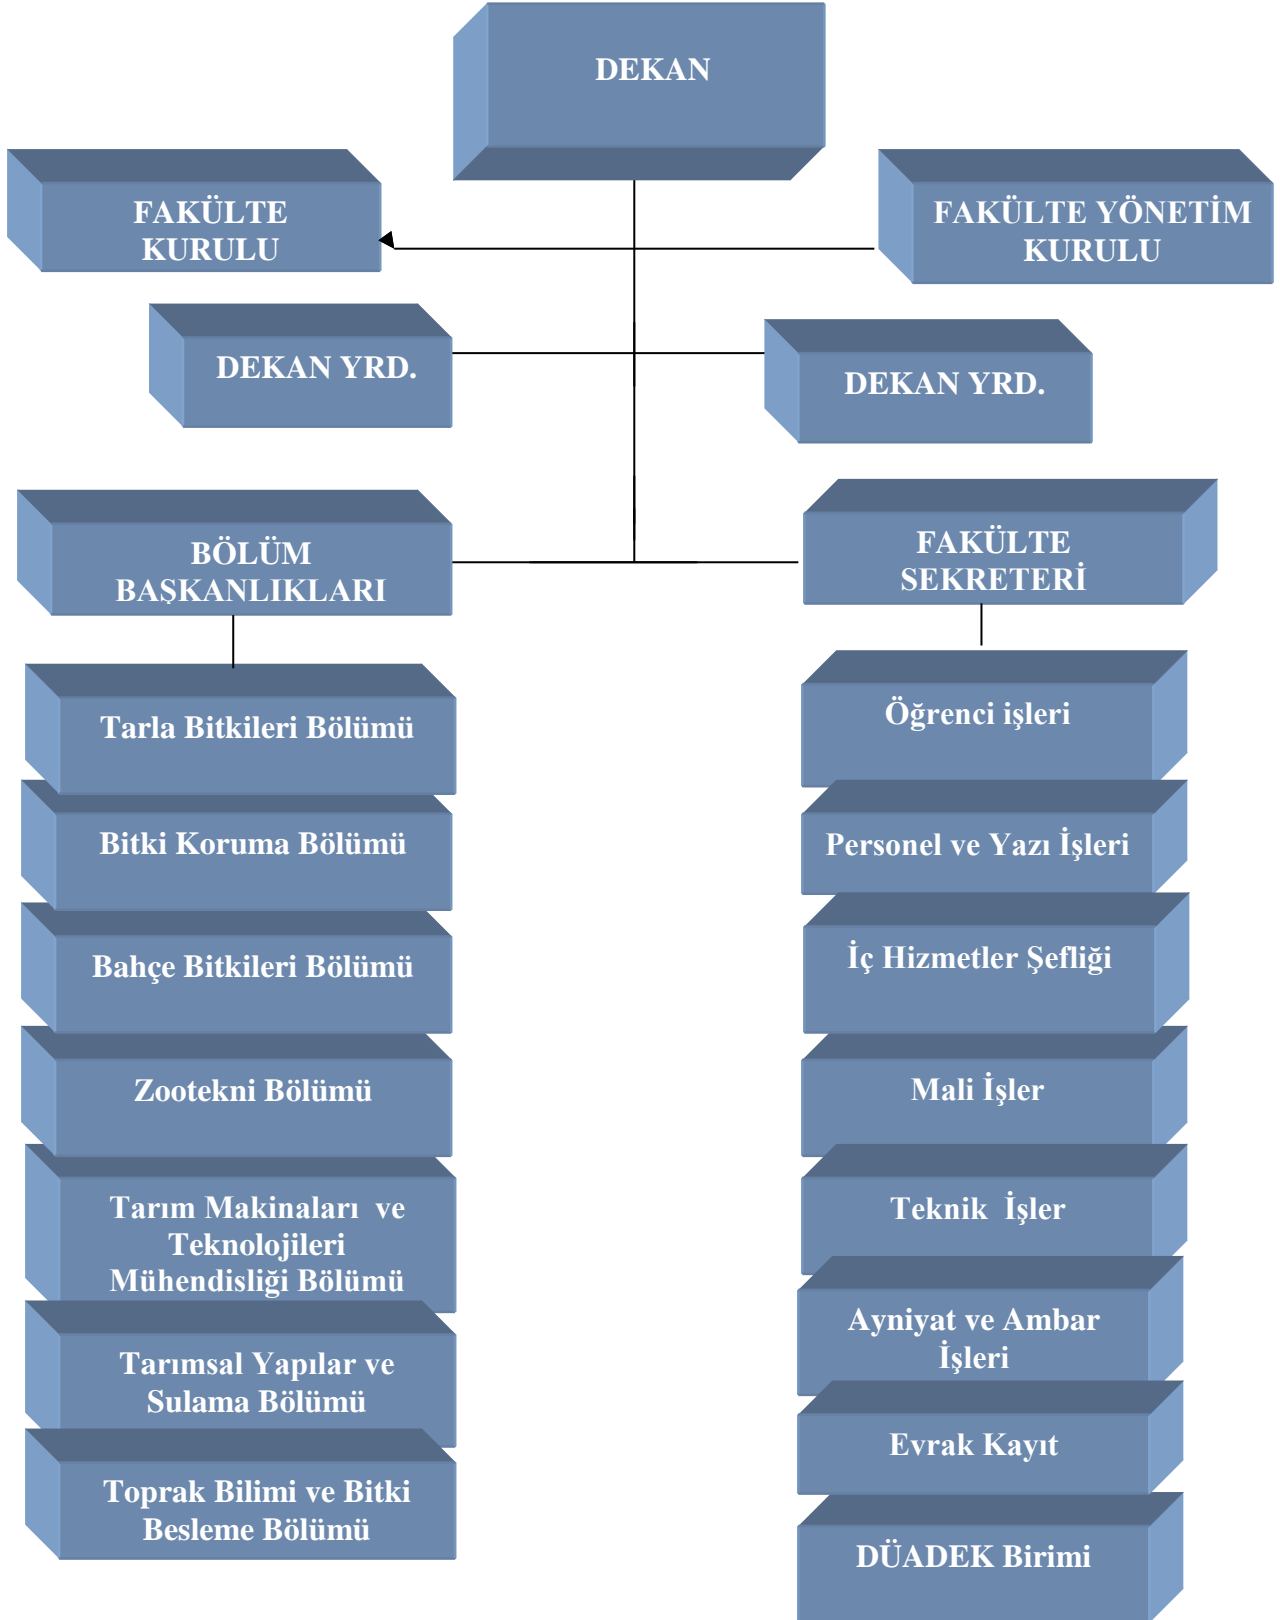 DEKAN
FAKÜLTE
KURULU
FAKÜLTE YÖNETİM
KURULU
DEKAN YRD.
DEKAN YRD.
BÖLÜM
BAŞKANLIKLARI
FAKÜLTE
SEKRETERİ
Tarla Bitkileri Bölümü
Bitki Koruma Bölümü
Bahçe Bitkileri Bölümü
Zootekni Bölümü
Tarım Makinaları ve
Teknolojileri
Mühendisliği Bölümü
Tarımsal Yapılar ve
Sulama Bölümü
Toprak Bilimi ve Bitki
Besleme Bölümü
Öğrenci işleri
Personel ve Yazı İşleri
İç Hizmetler Şefliği
Mali İşler
Teknik İşler
Ayniyat ve Ambar
İşleri
Evrak Kayıt
DÜADEK Birimi